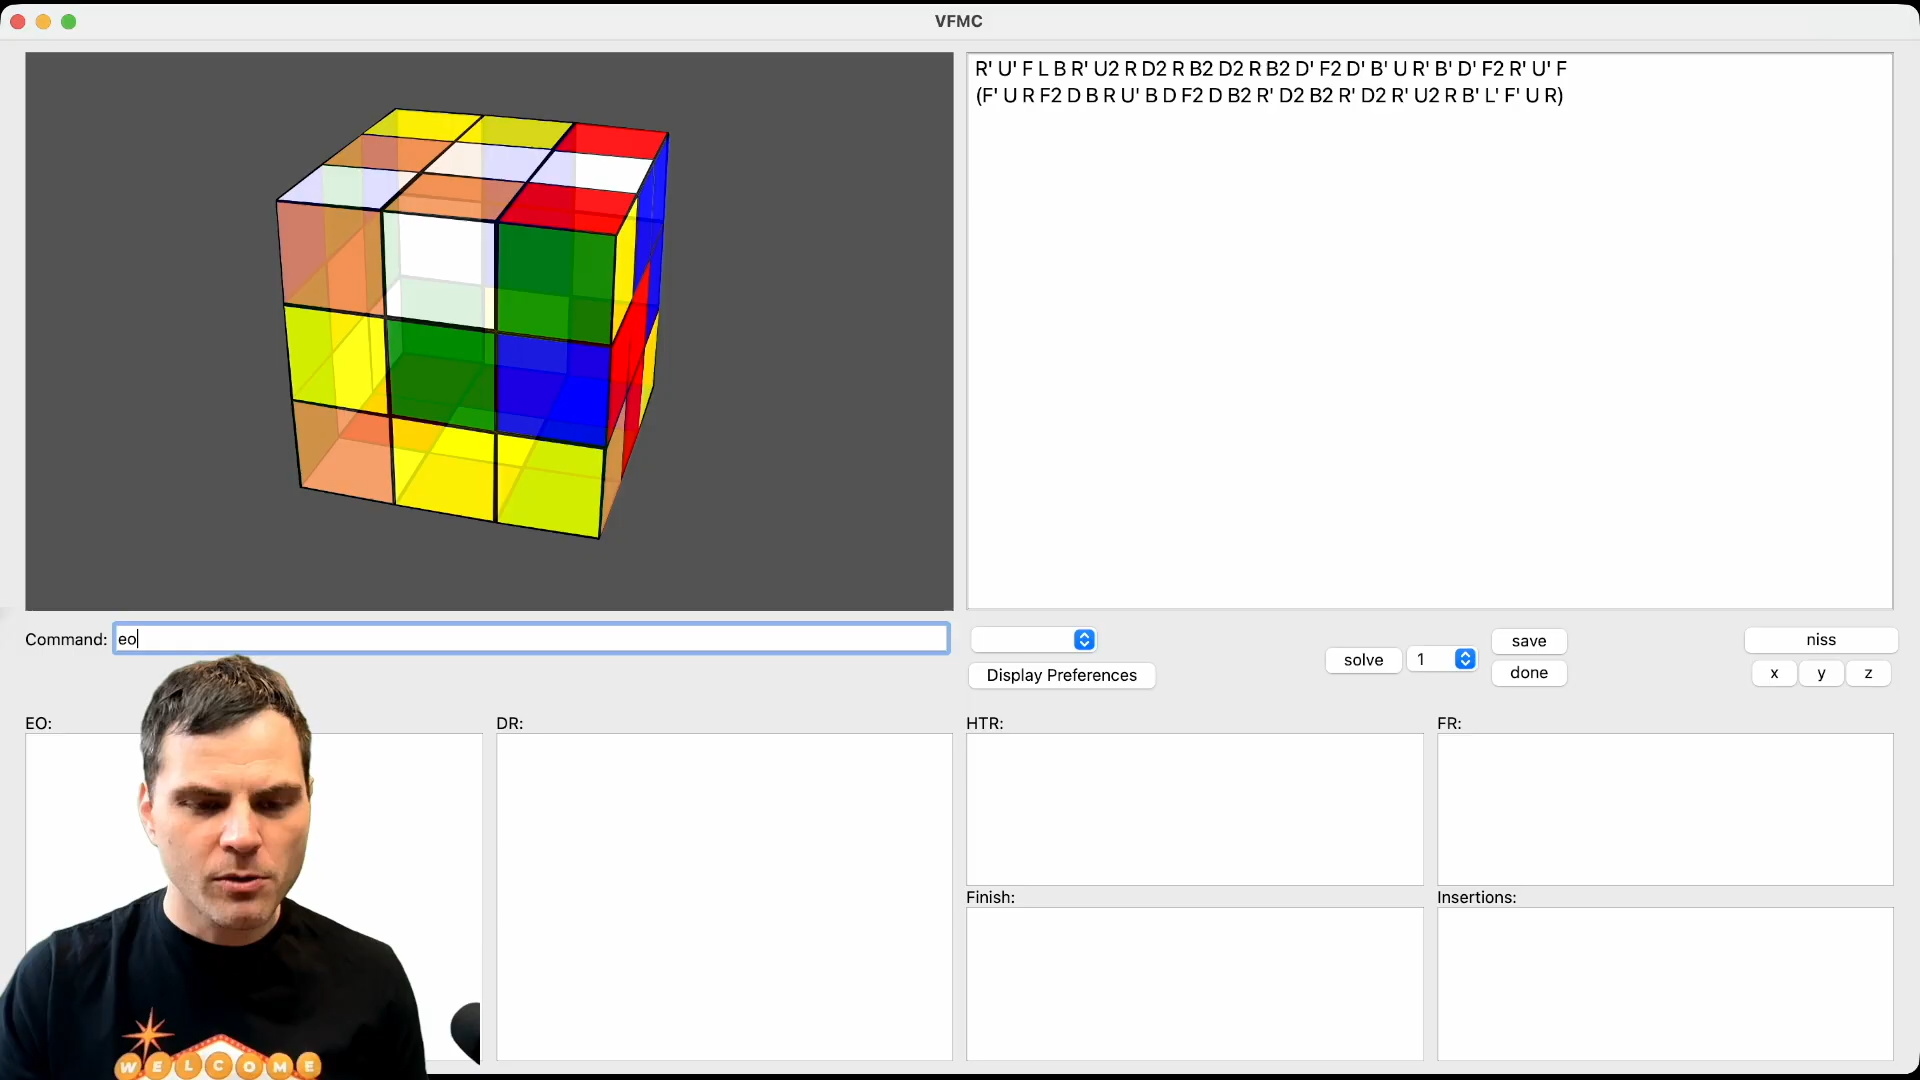 VFMC
R' U' F L B R' U2 R D2 R B2 D2 R B2 D' F2 D' B' U R' B' D' F2 R' U' F
(F' U R F2 D B R U' B D F2 D B2 R' D2 B2 R' D2 R' U2 R B' L' F' U R)
Command: eo
solve 1
save
done
niss
x y z
Display Preferences
EO:
DR:
HTR:
FR:
Finish:
Insertions:
WELCOME